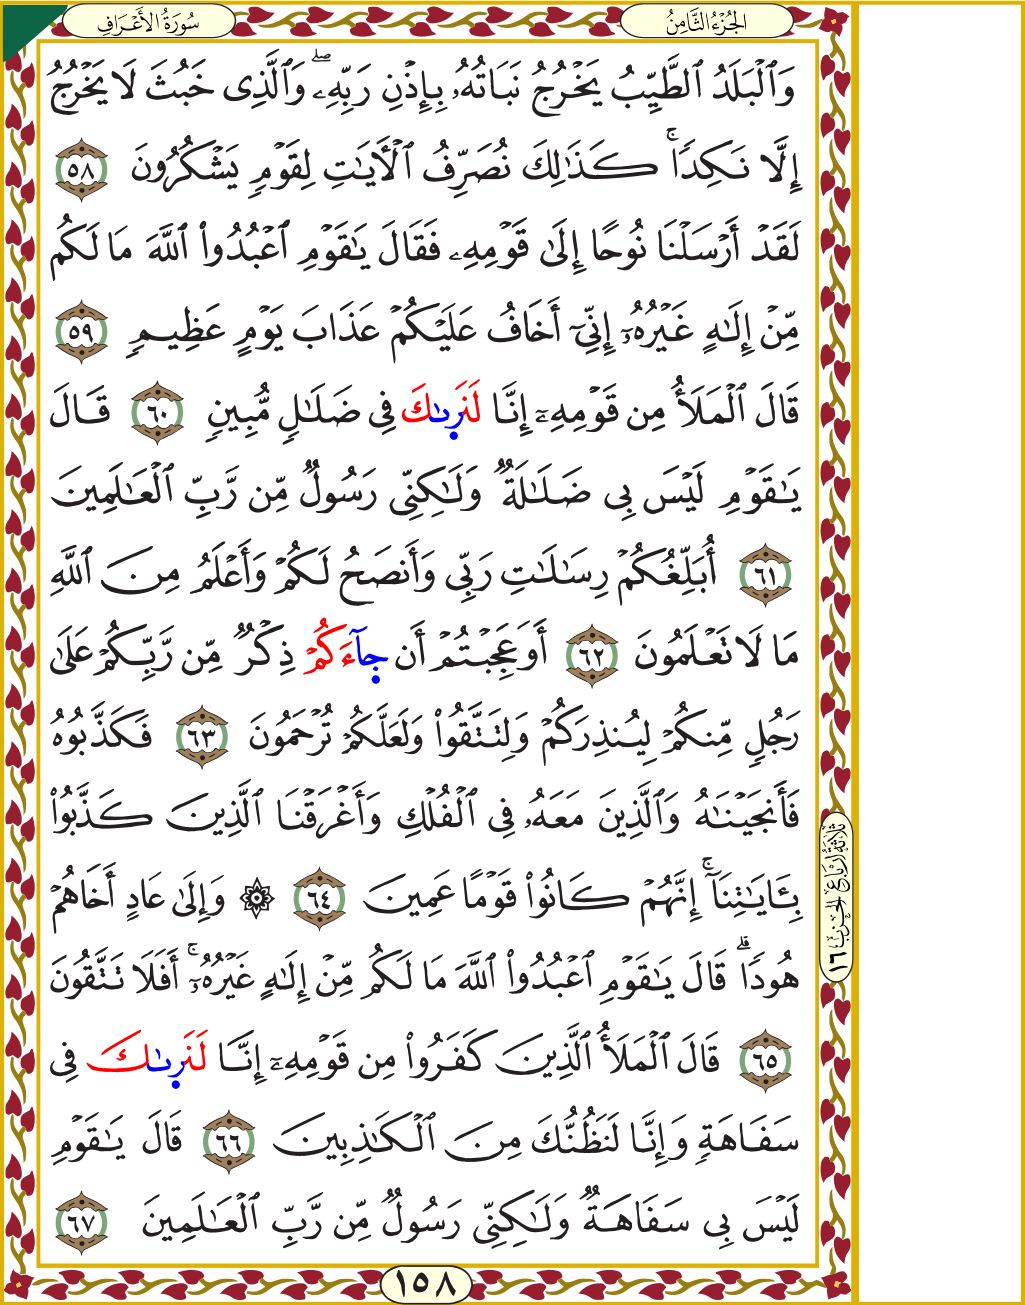 سُورَةُ الأَعْرَافِ
الجُزْءُ الثَّامِنُ
وَٱلْبَلَدُ ٱلطَّيِّبُ يَخْرُجُ نَبَاتُهُۥ بِإِذْنِ رَبِّهِۦۖ وَٱلَّذِى خَبُثَ لَا يَخْرُجُ
إِلَّا نَكِدًاۚ كَذَٰلِكَ نُصَرِّفُ ٱلْأَيَٰتِ لِقَوْمٍ يَشْكُرُونَ ٥٨
لَقَدْ أَرْسَلْنَا نُوحًا إِلَىٰ قَوْمِهِۦ فَقَالَ يَٰقَوْمِ ٱعْبُدُوا۟ ٱللَّهَ مَا لَكُم
مِّنْ إِلَٰهٍ غَيْرُهُۥٓ إِنِّىٓ أَخَافُ عَلَيْكُمْ عَذَابَ يَوْمٍ عَظِيمٍ ٥٩
قَالَ ٱلْمَلَأُ مِن قَوْمِهِۦٓ إِنَّا لَنَرِىٰكَ فِى ضَلَٰلٍ مُّبِينٍ ٦٠ قَالَ
يَٰقَوْمِ لَيْسَ بِى ضَلَٰلَةٌ وَلَٰكِنِّى رَسُولٌ مِّن رَّبِّ ٱلْعَٰلَمِينَ
٦١ أُبَلِّغُكُمْ رِسَٰلَٰتِ رَبِّى وَأَنصَحُ لَكُمْ وَأَعْلَمُ مِنَ ٱللَّهِ
مَا لَا تَعْلَمُونَ ٦٢ أَوَعَجِبْتُمْ أَن جِآءَكُمْ ذِكْرٌ مِّن رَّبِّكُمْ عَلَىٰ
رَجُلٍ مِّنكُمْ لِيُنذِرَكُمْ وَلِتَتَّقُوا۟ وَلَعَلَّكُمْ تُرْحَمُونَ ٦٣ فَكَذَّبُوهُ
فَأَنجَيْنَٰهُ وَٱلَّذِينَ مَعَهُۥ فِى ٱلْفُلْكِ وَأَغْرَقْنَا ٱلَّذِينَ كَذَّبُوا۟
بِـَٔايَٰتِنَآۚ إِنَّهُمْ كَانُوا۟ قَوْمًا عَمِينَ ٦٤ ۞ وَإِلَىٰ عَادٍ أَخَاهُمْ
هُودًاۗ قَالَ يَٰقَوْمِ ٱعْبُدُوا۟ ٱللَّهَ مَا لَكُم مِّنْ إِلَٰهٍ غَيْرُهُۥٓۚ أَفَلَا تَتَّقُونَ
٦٥ قَالَ ٱلْمَلَأُ ٱلَّذِينَ كَفَرُوا۟ مِن قَوْمِهِۦٓ إِنَّا لَنَرِىٰكَ فِى
سَفَاهَةٍ وَإِنَّا لَنَظُنُّكَ مِنَ ٱلْكَٰذِبِينَ ٦٦ قَالَ يَٰقَوْمِ
لَيْسَ بِى سَفَاهَةٌ وَلَٰكِنِّى رَسُولٌ مِّن رَّبِّ ٱلْعَٰلَمِينَ ٦٧
ثلاثة أرباع الحزب ١٦
١٥٨